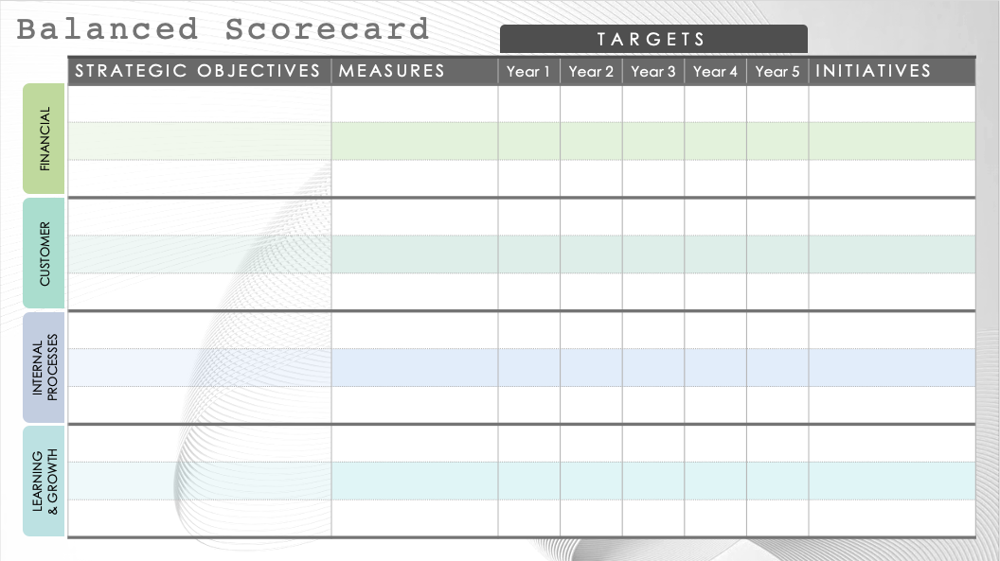 Balanced Scorecard
TARGETS
STRATEGIC OBJECTIVES MEASURES Year 1 Year 2 Year 3 Year 4 Year 5 INITIATIVES
FINANCIAL
CUSTOMER
INTERNAL
PROCESSES
LEARNING
& GROWTH